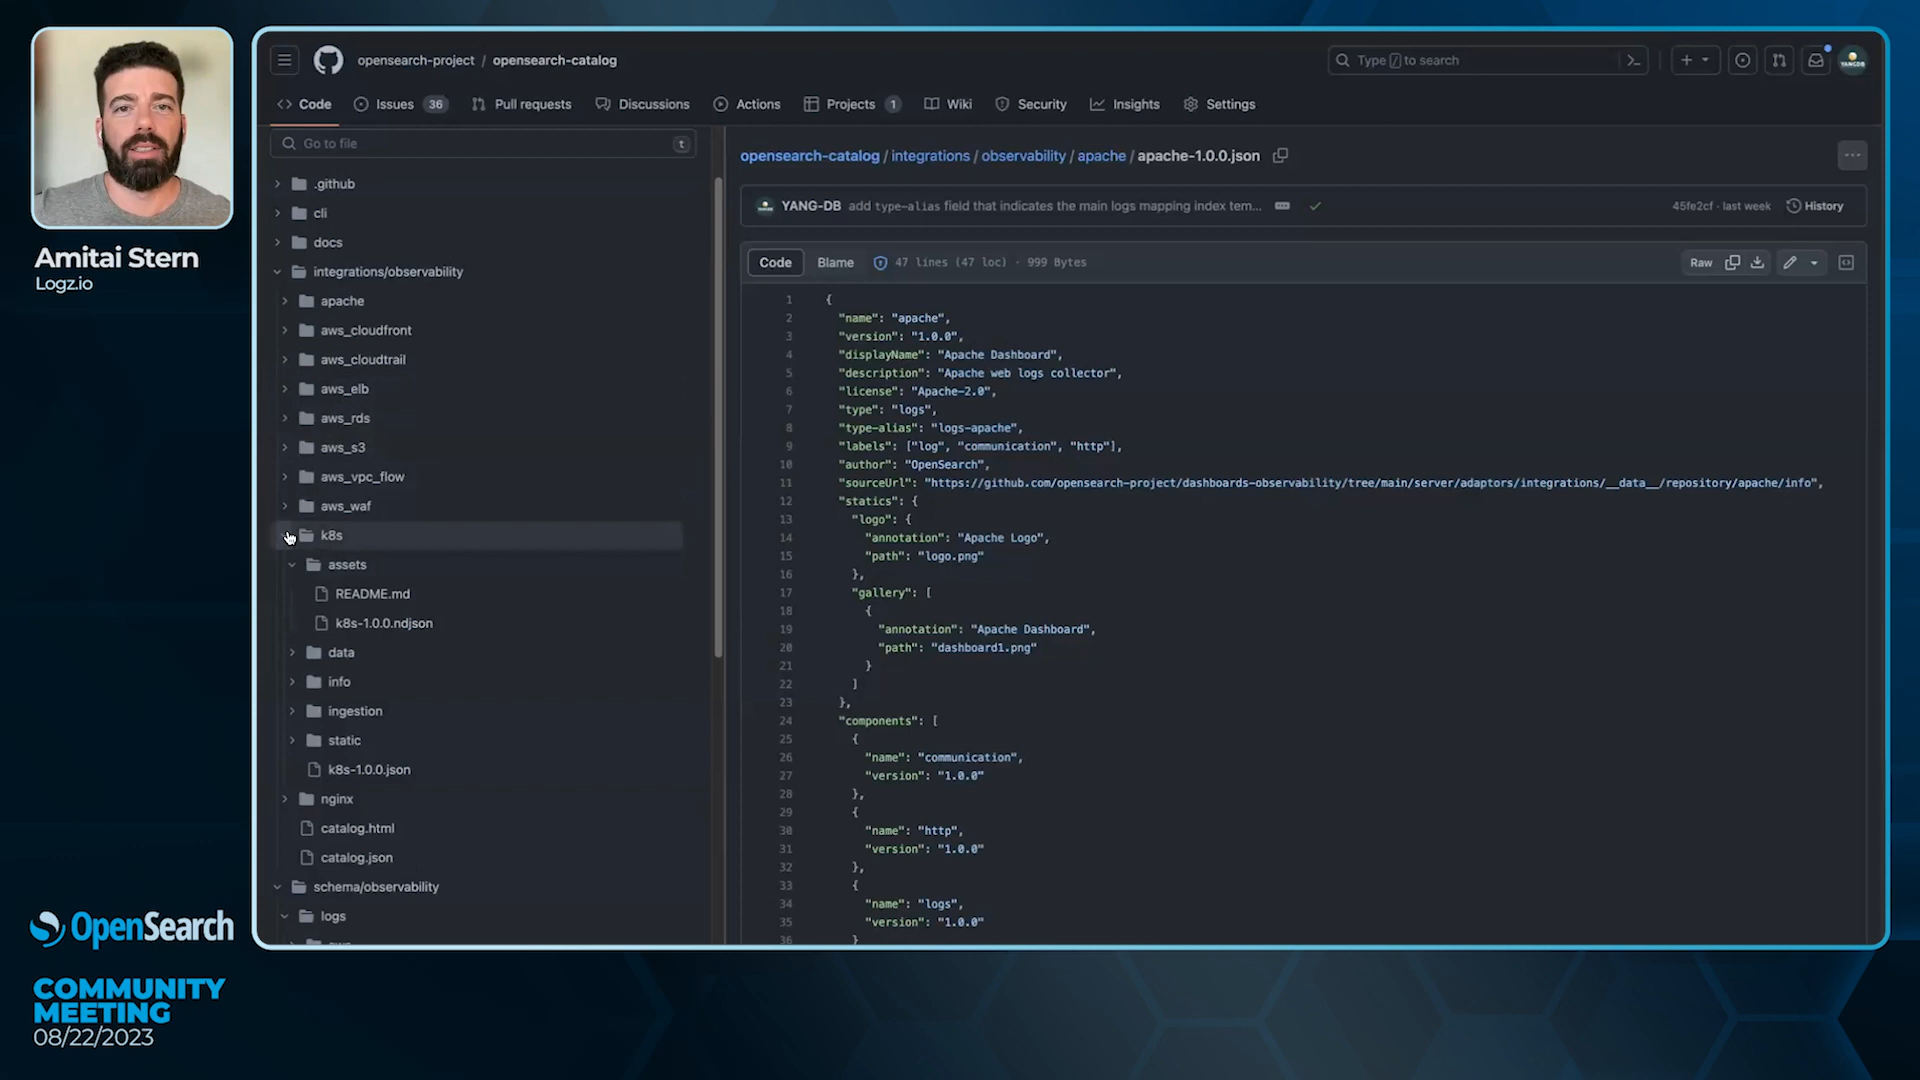 Amitai Stern
Logz.io
OpenSearch
COMMUNITY
MEETING
08/22/2023
opensearch-project / opensearch-catalog
Type / to search
YANGDB
Code
Issues 36
Pull requests
Discussions
Actions
Projects 1
Wiki
Security
Insights
Settings
Go to file
t
.github
cli
docs
integrations/observability
apache
aws_cloudfront
aws_cloudtrail
aws_elb
aws_rds
aws_s3
aws_vpc_flow
aws_waf
k8s
assets
README.md
k8s-1.0.0.ndjson
data
info
ingestion
static
k8s-1.0.0.json
nginx
catalog.html
catalog.json
schema/observability
logs
opensearch-catalog / integrations / observability / apache / apache-1.0.0.json
YANG-DB add type-alias field that indicates the main logs mapping index tem...
45fe2cf · last week
History
Code
Blame
47 lines (47 loc) · 999 Bytes
Raw
1 {
2 "name": "apache",
3 "version": "1.0.0",
4 "displayName": "Apache Dashboard",
5 "description": "Apache web logs collector",
6 "license": "Apache-2.0",
7 "type": "logs",
8 "type-alias": "logs-apache",
9 "labels": ["log", "communication", "http"],
10 "author": "OpenSearch",
11 "sourceUrl": "https://github.com/opensearch-project/dashboards-observability/tree/main/server/adaptors/integrations/__data__/repository/apache/info",
12 "statics": {
13 "logo": {
14 "annotation": "Apache Logo",
15 "path": "logo.png"
16 },
17 "gallery": [
18 {
19 "annotation": "Apache Dashboard",
20 "path": "dashboard1.png"
21 }
22 ]
23 },
24 "components": [
25 {
26 "name": "communication",
27 "version": "1.0.0"
28 },
29 {
30 "name": "http",
31 "version": "1.0.0"
32 },
33 {
34 "name": "logs",
35 "version": "1.0.0"
36 }